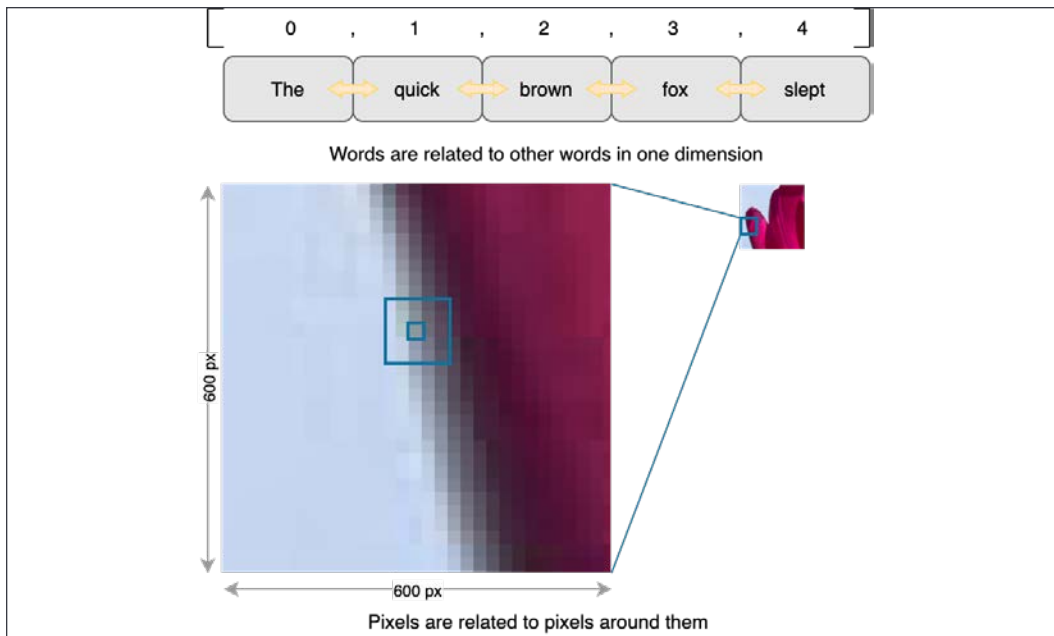 0 , 1 , 2 , 3 , 4
The quick brown fox slept
Words are related to other words in one dimension
600 px
600 px
Pixels are related to pixels around them